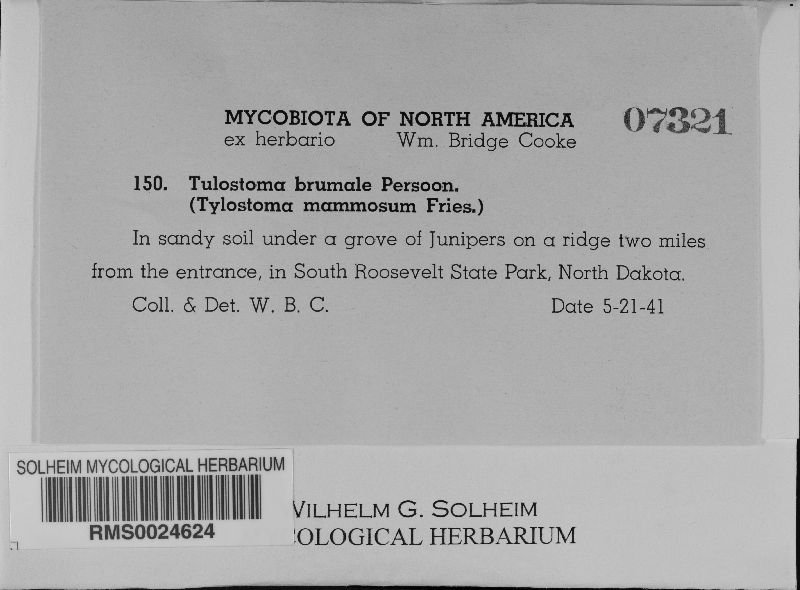 MYCOBIOTA OF NORTH AMERICA 07321
ex herbario Wm. Bridge Cooke
150. Tulostoma brumale Persoon.
(Tylostoma mammosum Fries.)
In sandy soil under a grove of Junipers on a ridge two miles
from the entrance, in South Roosevelt State Park, North Dakota.
Coll. & Det. W. B. C. Date 5-21-41
SOLHEIM MYCOLOGICAL HERBARIUM
RMS0024624
VILHELM G. SOLHEIM
COLOGICAL HERBARIUM